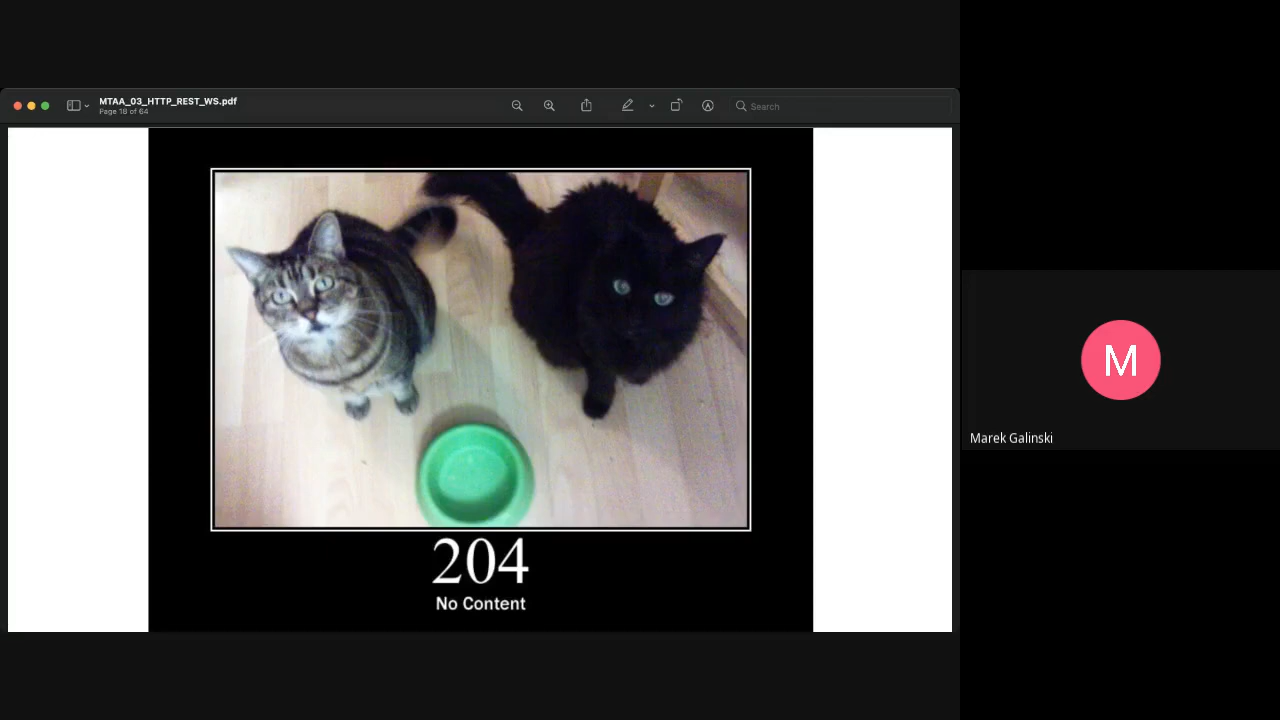 MTAA_03_HTTP_REST_WS.pdf
Page 18 of 64
Search
204
No Content
M
Marek Galinski